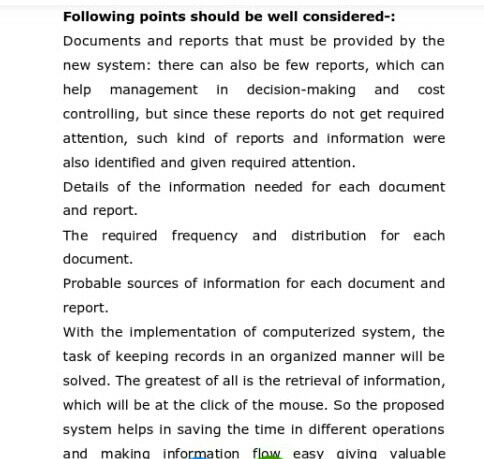 Following points should be well considered-:
Documents and reports that must be provided by the
new system: there can also be few reports, which can
help management in decision-making and cost
controlling, but since these reports do not get required
attention, such kind of reports and information were
also identified and given required attention.
Details of the information needed for each document
and report.
The required frequency and distribution for each
document.
Probable sources of information for each document and
report.
With the implementation of computerized system, the
task of keeping records in an organized manner will be
solved. The greatest of all is the retrieval of information,
which will be at the click of the mouse. So the proposed
system helps in saving the time in different operations
and making information flow easy giving valuable